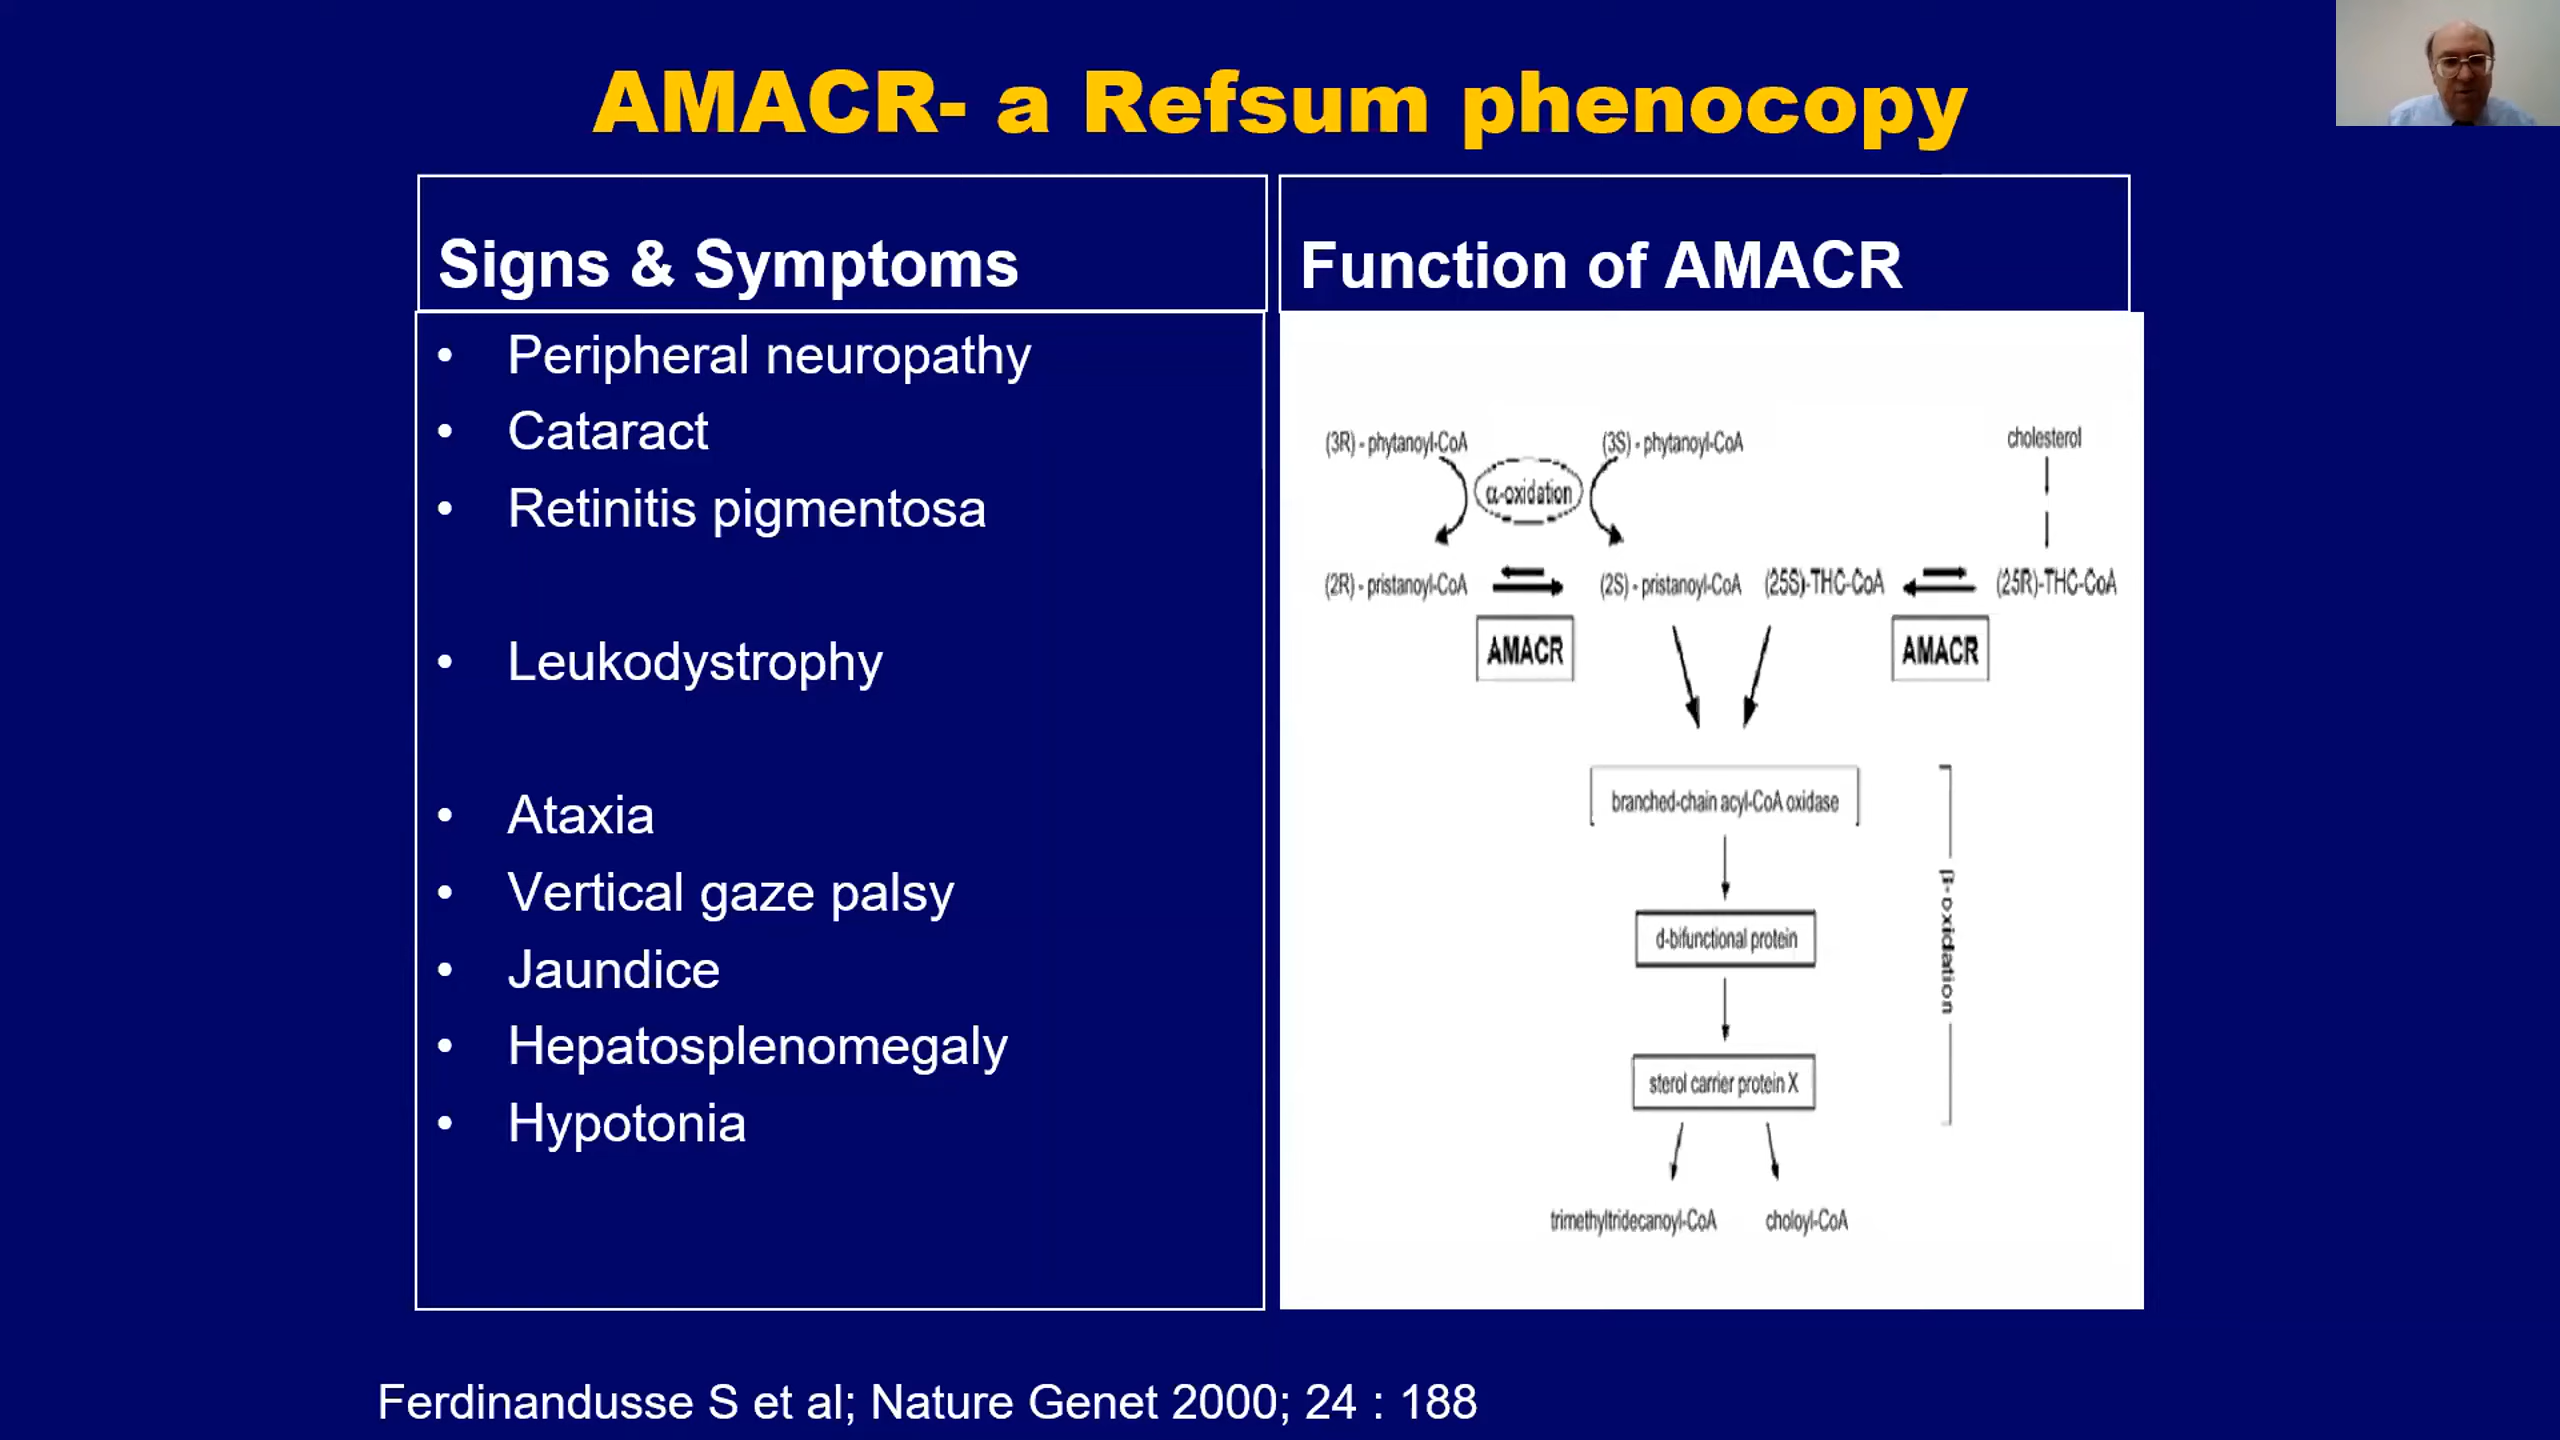 AMACR- a Refsum phenocopy
Signs & Symptoms
• Peripheral neuropathy
• Cataract
• Retinitis pigmentosa
• Leukodystrophy
• Ataxia
• Vertical gaze palsy
• Jaundice
• Hepatosplenomegaly
• Hypotonia
Function of AMACR
(3R) - phytanoyl-CoA
α-oxidation
(3S) - phytanoyl-CoA
cholesterol
(2R) - pristanoyl-CoA
(2S) - pristanoyl-CoA
(25S)-THC-CoA
(25R)-THC-CoA
AMACR
AMACR
branched-chain acyl-CoA oxidase
d-bifunctional protein
sterol carrier protein X
β- oxidation
trimethyltridecanoyl-CoA
choloyl-CoA
Ferdinandusse S et al; Nature Genet 2000; 24 : 188